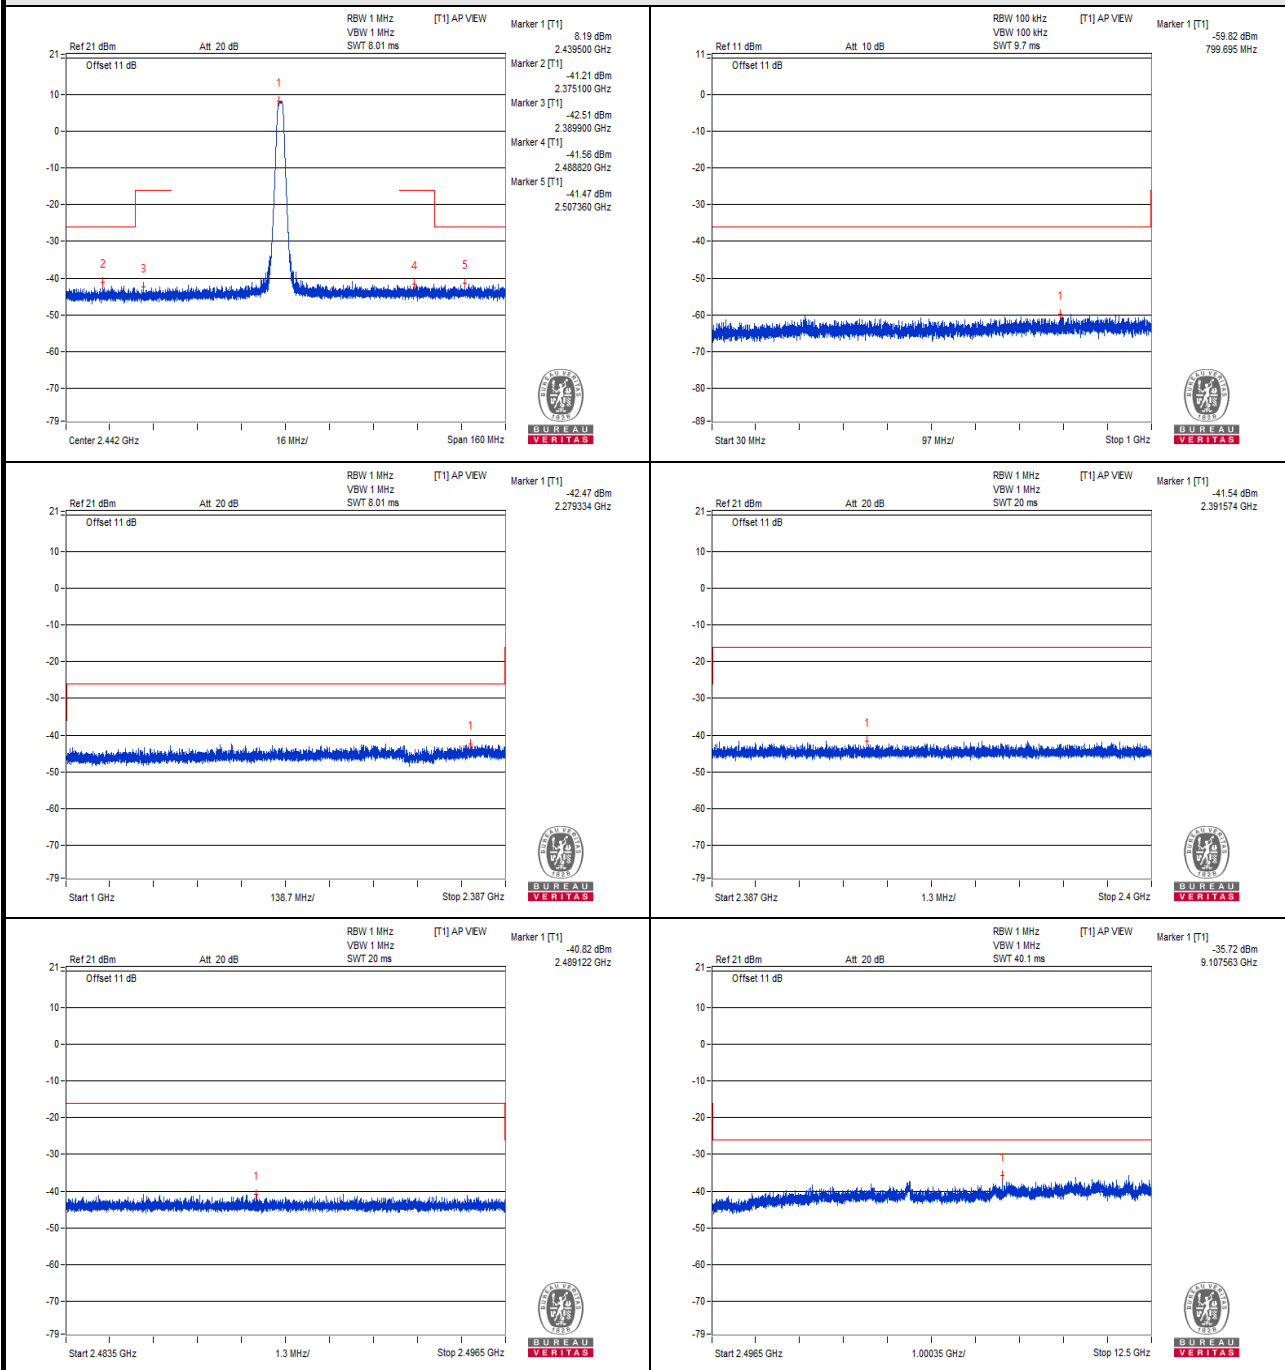 RBW 1 MHz [T1] AP VIEW
VBW 1 MHz
SWT 8.01 ms
Ref 21 dBm Att 20 dB
Offset 11 dB
Marker 1 [T1]
8.19 dBm
2.439500 GHz
Marker 2 [T1]
-41.21 dBm
2.375100 GHz
Marker 3 [T1]
-42.51 dBm
2.389900 GHz
Marker 4 [T1]
-41.56 dBm
2.488820 GHz
Marker 5 [T1]
-41.47 dBm
2.507360 GHz
21
10
0
-10
-20
-30
-40
-50
-60
-70
-79
1
2
3
4
5
Center 2.442 GHz 16 MHz/ Span 160 MHz
BUREAU VERITAS
1828
BUREAU
VERITAS
RBW 100 kHz [T1] AP VIEW
VBW 100 kHz
SWT 9.7 ms
Ref 11 dBm Att 10 dB
Offset 11 dB
Marker 1 [T1]
-59.82 dBm
799.695 MHz
11
0
-10
-20
-30
-40
-50
-60
-70
-80
-89
1
Start 30 MHz 97 MHz/ Stop 1 GHz
BUREAU VERITAS
1828
BUREAU
VERITAS
RBW 1 MHz [T1] AP VIEW
VBW 1 MHz
SWT 8.01 ms
Ref 21 dBm Att 20 dB
Offset 11 dB
Marker 1 [T1]
-42.47 dBm
2.279334 GHz
21
10
0
-10
-20
-30
-40
-50
-60
-70
-79
1
Start 1 GHz 138.7 MHz/ Stop 2.387 GHz
BUREAU VERITAS
1828
BUREAU
VERITAS
RBW 1 MHz [T1] AP VIEW
VBW 1 MHz
SWT 20 ms
Ref 21 dBm Att 20 dB
Offset 11 dB
Marker 1 [T1]
-41.54 dBm
2.391574 GHz
21
10
0
-10
-20
-30
-40
-50
-60
-70
-79
1
Start 2.387 GHz 1.3 MHz/ Stop 2.4 GHz
BUREAU VERITAS
1828
BUREAU
VERITAS
RBW 1 MHz [T1] AP VIEW
VBW 1 MHz
SWT 20 ms
Ref 21 dBm Att 20 dB
Offset 11 dB
Marker 1 [T1]
-40.82 dBm
2.489122 GHz
21
10
0
-10
-20
-30
-40
-50
-60
-70
-79
1
Start 2.4835 GHz 1.3 MHz/ Stop 2.4965 GHz
BUREAU VERITAS
1828
BUREAU
VERITAS
RBW 1 MHz [T1] AP VIEW
VBW 1 MHz
SWT 40.1 ms
Ref 21 dBm Att 20 dB
Offset 11 dB
Marker 1 [T1]
-35.72 dBm
9.107563 GHz
21
10
0
-10
-20
-30
-40
-50
-60
-70
-79
1
Start 2.4965 GHz 1.00035 GHz/ Stop 12.5 GHz
BUREAU VERITAS
1828
BUREAU
VERITAS